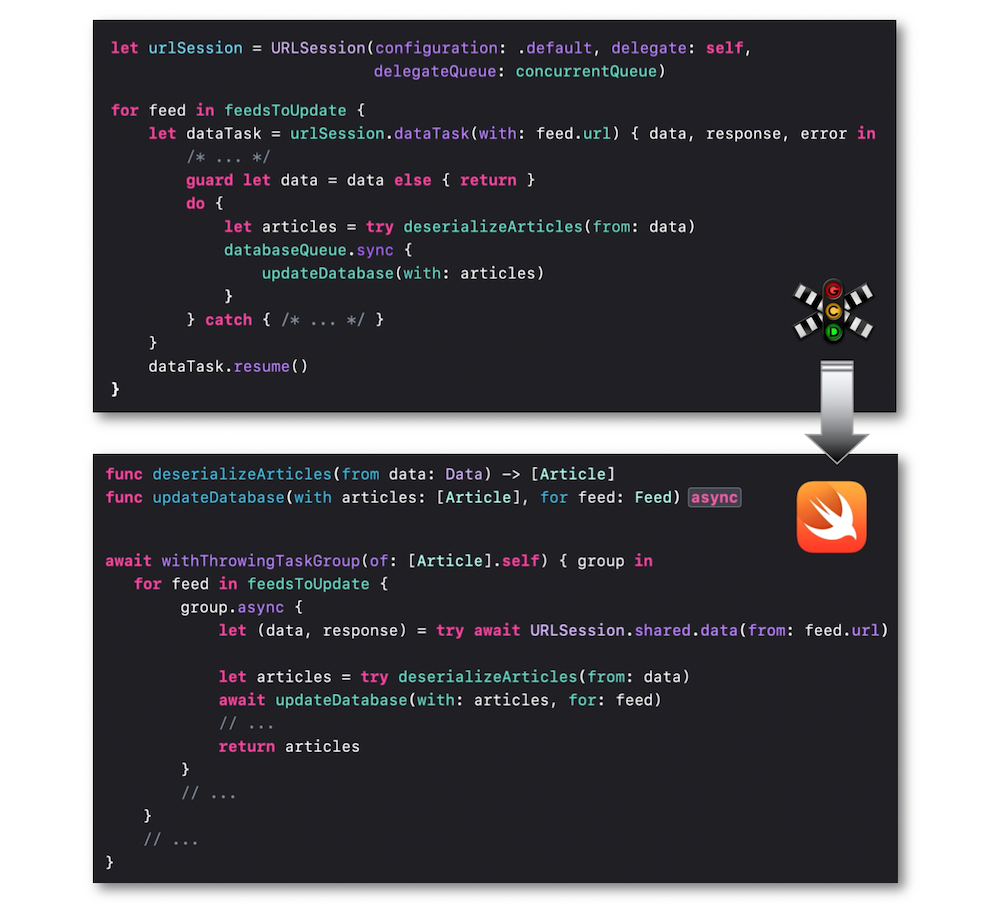 let urlSession = URLSession(configuration: .default, delegate: self,
                            delegateQueue: concurrentQueue)
for feed in feedsToUpdate {
    let dataTask = urlSession.dataTask(with: feed.url) { data, response, error in
        /* ... */
        guard let data = data else { return }
        do {
            let articles = try deserializeArticles(from: data)
            databaseQueue.sync {
                updateDatabase(with: articles)
            }
        } catch { /* ... */ }
    }
    dataTask.resume()
}
G
C
D
func deserializeArticles(from data: Data) -> [Article]
func updateDatabase(with articles: [Article], for feed: Feed) async
await withThrowingTaskGroup(of: [Article].self) { group in
   for feed in feedsToUpdate {
        group.async {
            let (data, response) = try await URLSession.shared.data(from: feed.url)
            let articles = try deserializeArticles(from: data)
            await updateDatabase(with: articles, for: feed)
            // ...
            return articles
        }
        // ...
    }
    // ...
}